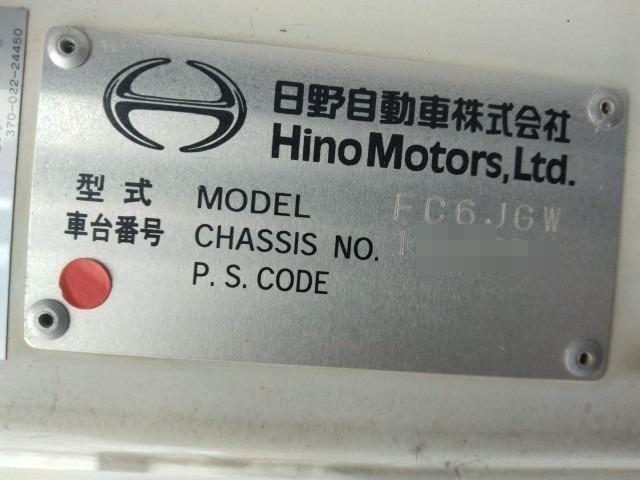 370-022-24450
日野自動車株式会社
Hino Motors, Ltd.
型式 MODEL FC6JGW
車台番号 CHASSIS NO. 1
P.S.CODE